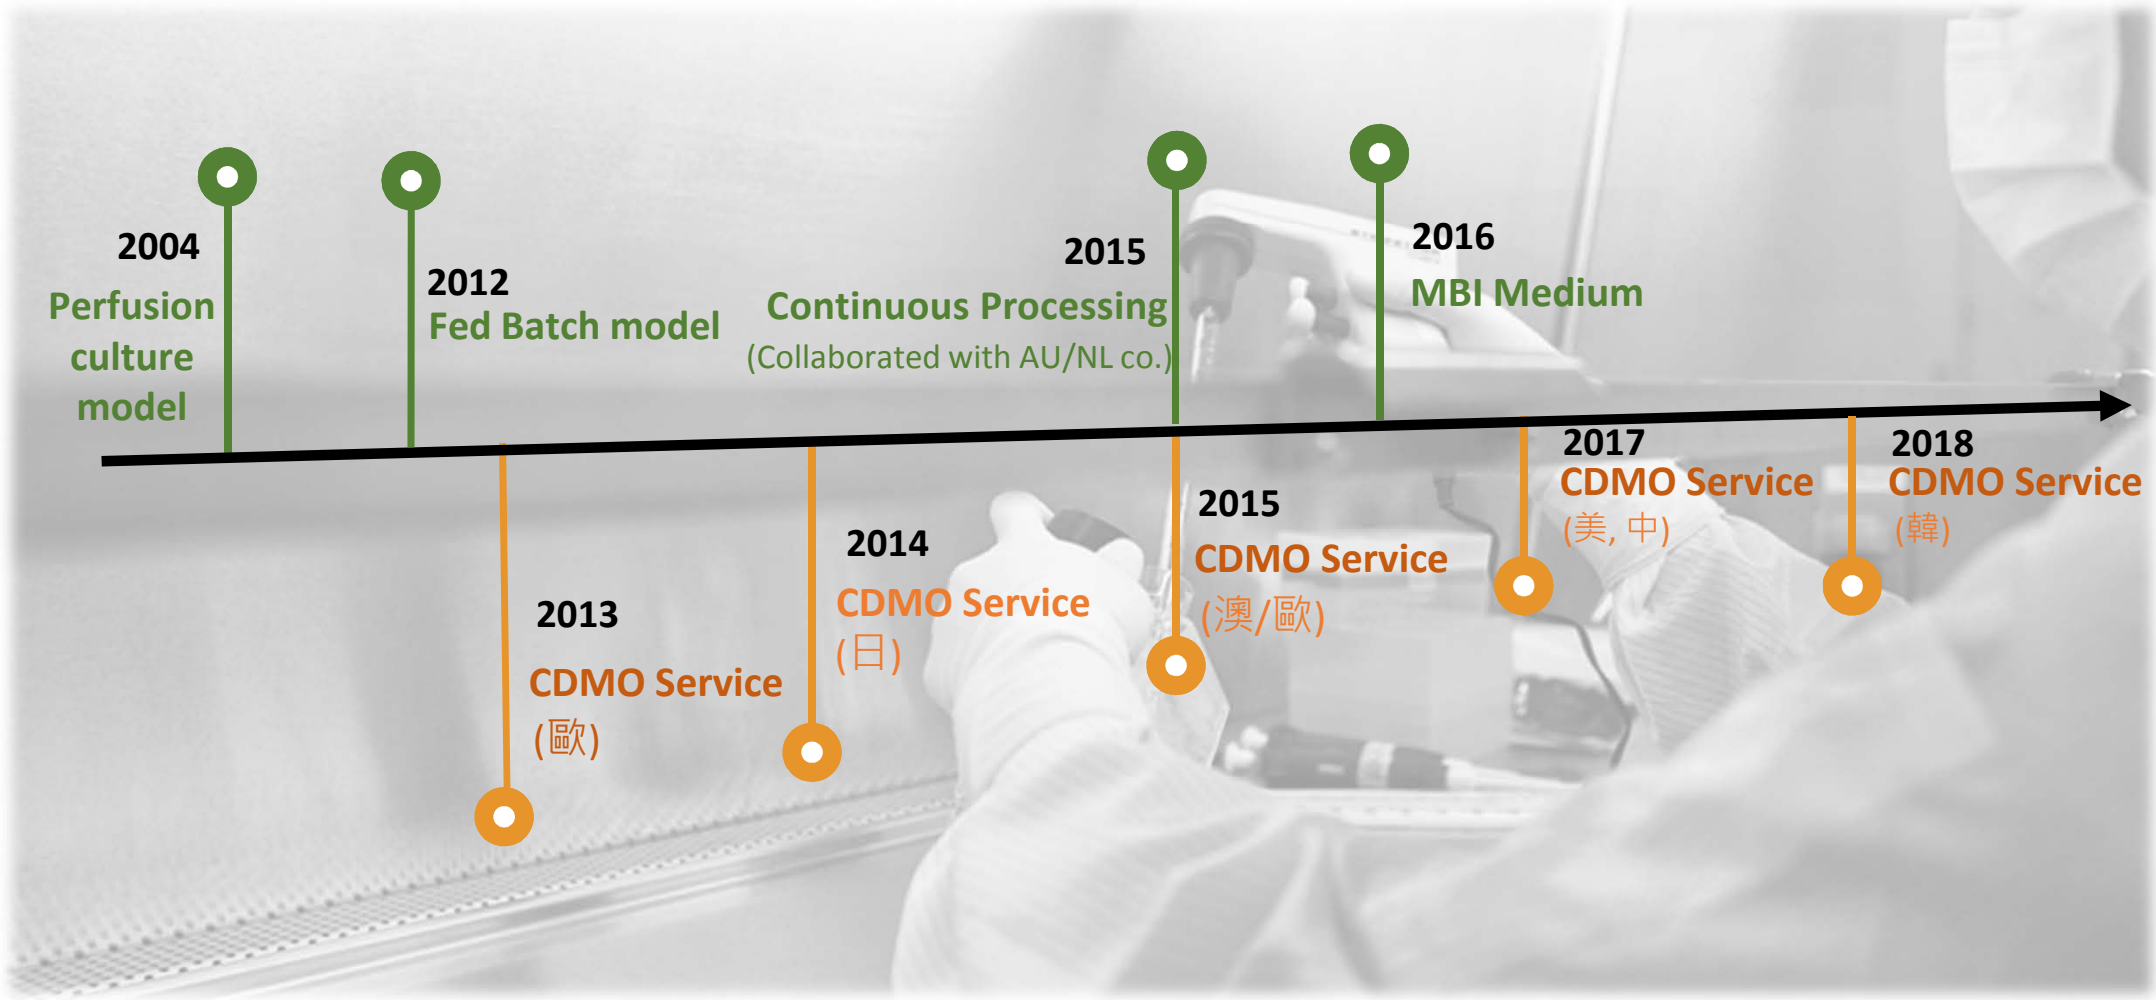 2004
Perfusion
culture
model
2012
Fed Batch model
2015
Continuous Processing
(Collaborated with AU/NL co.)
2016
MBI Medium
2013
CDMO Service
(歐)
2014
CDMO Service
(日)
2015
CDMO Service
(澳/歐)
2017
CDMO Service
(美, 中)
2018
CDMO Service
(韓)